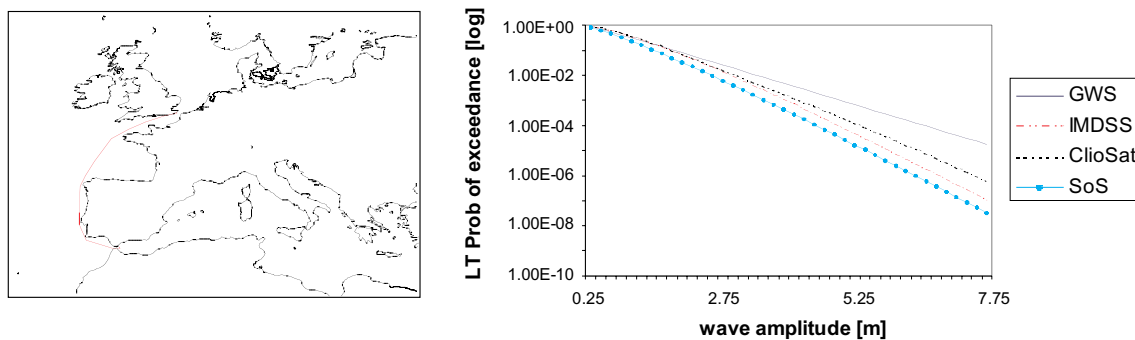 LT Prob of exceedance [log]
1.00E+00
1.00E-02
1.00E-04
1.00E-06
1.00E-08
1.00E-10
0.25 2.75 5.25 7.75
wave amplitude [m]
GWS
IMDSS
ClioSat
SoS